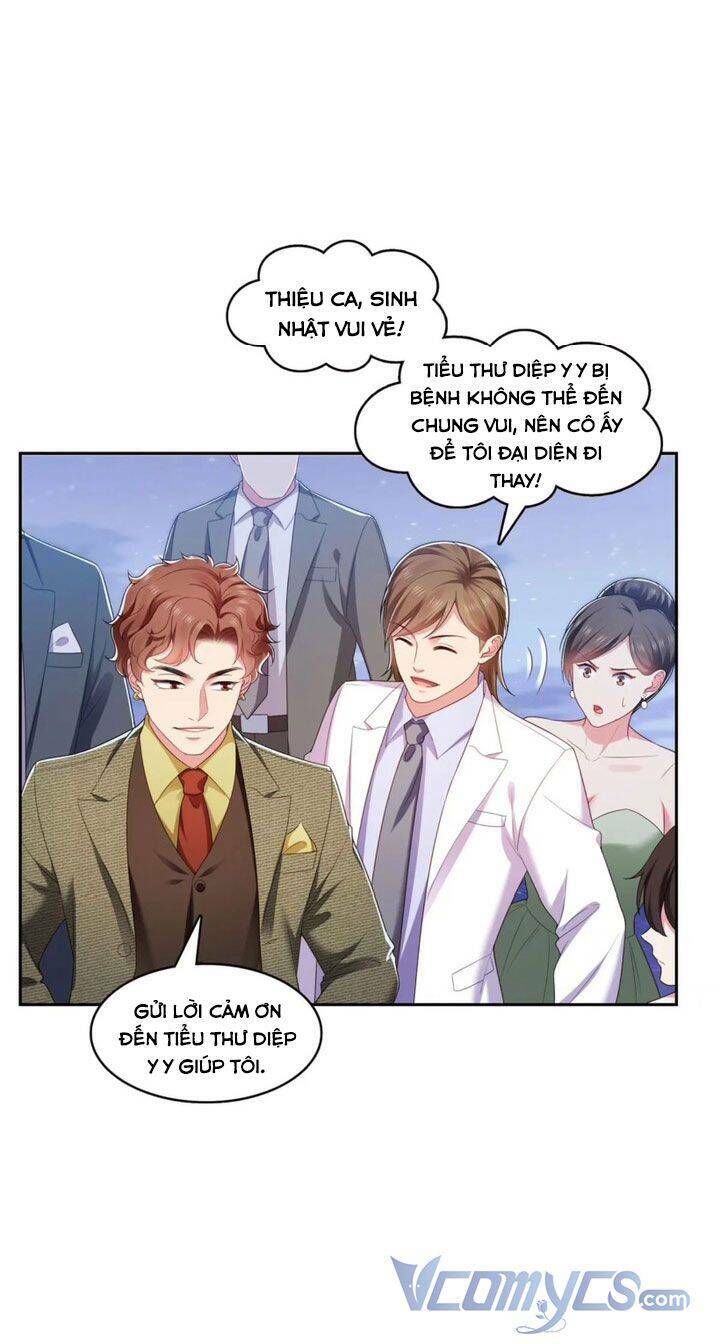 THIỆU CA, SINH
NHẬT VUI VẺ!
TIỂU THƯ DIỆP Y Y BỊ
BỆNH KHÔNG THỂ ĐẾN
CHUNG VUI, NÊN CÔ ẤY
ĐỂ TÔI ĐẠI DIỆN ĐI
THAY!
GỬI LỜI CẢM ƠN
ĐẾN TIỂU THƯ DIỆP
Y Y GIÚP TÔI.
VCOMYCS.com